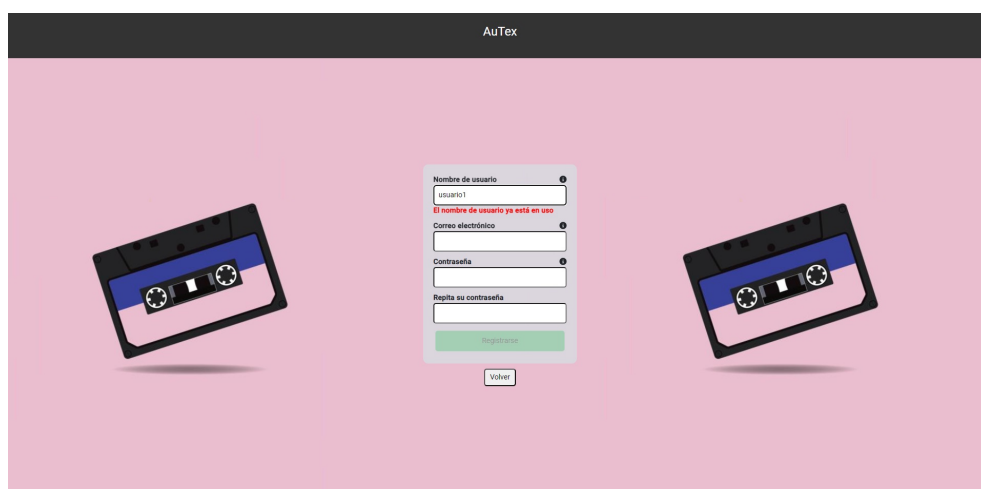 AuTex
Nombre de usuario
usuario1
El nombre de usuario ya está en uso
Correo electrónico
Contraseña
Repita su contraseña
Registrarse
Volver